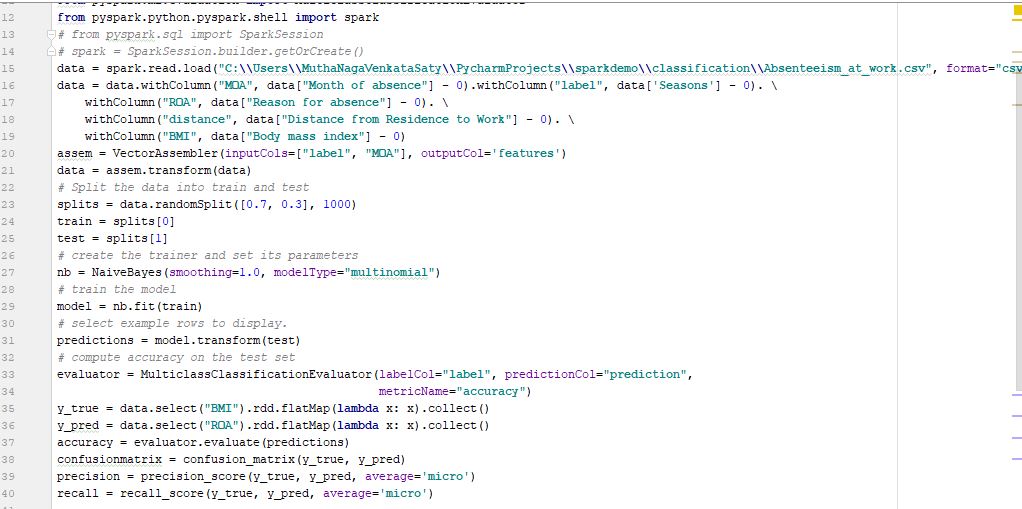 12 from pyspark.python.pyspark.shell import spark
13 # from pyspark.sql import SparkSession
14 # spark = SparkSession.builder.getOrCreate()
15 data = spark.read.load("C:\\Users\\MuthaNagaVenkataSaty\\PycharmProjects\\sparkdemo\\classification\\Absenteeism_at_work.csv", format="csv
16 data = data.withColumn("MOA", data["Month of absence"] - 0).withColumn("label", data['Seasons'] - 0). \
17 withColumn("ROA", data["Reason for absence"] - 0). \
18 withColumn("distance", data["Distance from Residence to Work"] - 0). \
19 withColumn("BMI", data["Body mass index"] - 0)
20 assem = VectorAssembler(inputCols=["label", "MOA"], outputCol='features')
21 data = assem.transform(data)
22 # Split the data into train and test
23 splits = data.randomSplit([0.7, 0.3], 1000)
24 train = splits[0]
25 test = splits[1]
26 # create the trainer and set its parameters
27 nb = NaiveBayes(smoothing=1.0, modelType="multinomial")
28 # train the model
29 model = nb.fit(train)
30 # select example rows to display.
31 predictions = model.transform(test)
32 # compute accuracy on the test set
33 evaluator = MulticlassClassificationEvaluator(labelCol="label", predictionCol="prediction",
34 metricName="accuracy")
35 y_true = data.select("BMI").rdd.flatMap(lambda x: x).collect()
36 y_pred = data.select("ROA").rdd.flatMap(lambda x: x).collect()
37 accuracy = evaluator.evaluate(predictions)
38 confusionmatrix = confusion_matrix(y_true, y_pred)
39 precision = precision_score(y_true, y_pred, average='micro')
40 recall = recall_score(y_true, y_pred, average='micro')